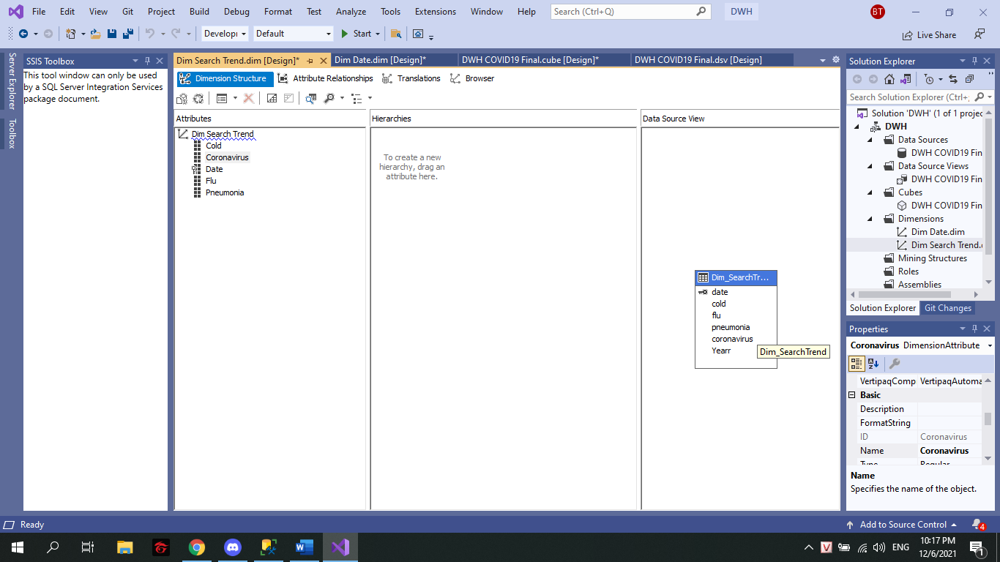 File Edit View Git Project Build Debug Format Test Analyze Tools Extensions Window Help Search (Ctrl+Q) DWH BT
Developı Default Start Live Share
Server Explorer
Toolbox
SSIS Toolbox
This tool window can only be used
by a SQL Server Integration Services
package document.
Dim Search Trend.dim [Design]* Dim Date.dim [Design]* DWH COVID19 Final.cube [Design]* DWH COVID19 Final.dsv [Design]
Dimension Structure Attribute Relationships Translations Browser
Attributes
Dim Search Trend
Cold
Coronavirus
Date
Flu
Pneumonia
Hierarchies
To create a new
hierarchy, drag an
attribute here.
Data Source View
Dim_SearchTr...
date
cold
flu
pneumonia
coronavirus
Yearr
Dim_SearchTrend
Solution Explorer
Search Solution Explorer (Ctrl+;
Solution 'DWH' (1 of 1 projec
DWH
Data Sources
DWH COVID19 Fin
Data Source Views
DWH COVID19 Fin
Cubes
DWH COVID19 Fin
Dimensions
Dim Date.dim
Dim Search Trend.
Mining Structures
Roles
Assemblies
Solution Explorer Git Changes
Properties
Coronavirus DimensionAttribute
VertipaqComp VertipaqAutoma
Basic
Description
FormatString
ID Coronavirus
Name Coronavirus
Type Regular
Name
Specifies the name of the object.
Ready
Add to Source Control 4
ENG
10:17 PM
12/6/2021
1